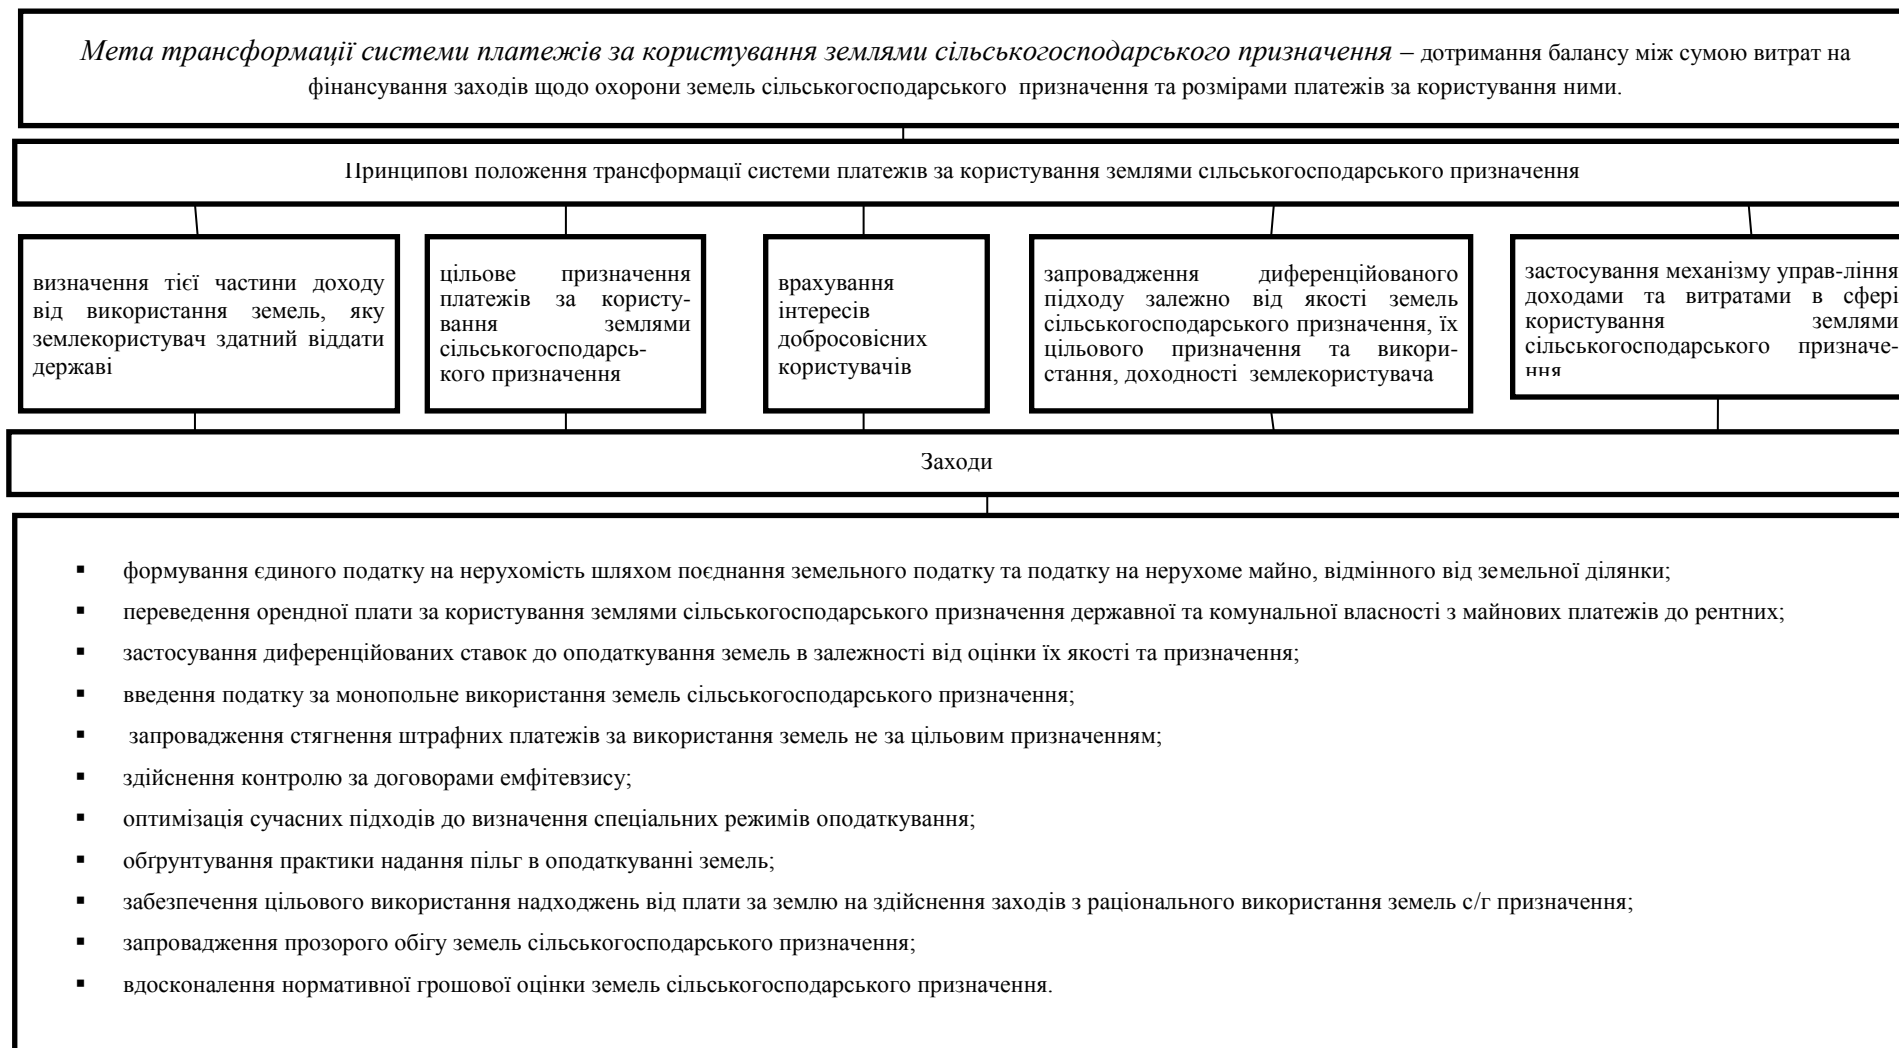 Мета трансформації системи платежів за користування землями сільськогосподарського призначення – дотримання балансу між сумою витрат на
фінансування заходів щодо охорони земель сільськогосподарського призначення та розмірами платежів за користування ними.
Принципові положення трансформації системи платежів за користування землями сільськогосподарського призначення
визначення тієї частини доходу
від використання земель, яку
землекористувач здатний віддати
державі
цільове призначення
платежів за користу-
вання землями
сільськогосподарсь-
кого призначення
врахування
інтересів
добросовісних
користувачів
запровадження диференційованого
підходу залежно від якості земель
сільськогосподарського призначення, їх
цільового призначення та викори-
стання, доходності землекористувача
застосування механізму управ-ління
доходами та витратами в сфері
користування землями
сільськогосподарського призначе-
ння
Заходи
▪ формування єдиного податку на нерухомість шляхом поєднання земельного податку та податку на нерухоме майно, відмінного від земельної ділянки;
▪ переведення орендної плати за користування землями сільськогосподарського призначення державної та комунальної власності з майнових платежів до рентних;
▪ застосування диференційованих ставок до оподаткування земель в залежності від оцінки їх якості та призначення;
▪ введення податку за монопольне використання земель сільськогосподарського призначення;
▪ запровадження стягнення штрафних платежів за використання земель не за цільовим призначенням;
▪ здійснення контролю за договорами емфітевзису;
▪ оптимізація сучасних підходів до визначення спеціальних режимів оподаткування;
▪ обґрунтування практики надання пільг в оподаткуванні земель;
▪ забезпечення цільового використання надходжень від плати за землю на здійснення заходів з раціонального використання земель с/г призначення;
▪ запровадження прозорого обігу земель сільськогосподарського призначення;
▪ вдосконалення нормативної грошової оцінки земель сільськогосподарського призначення.